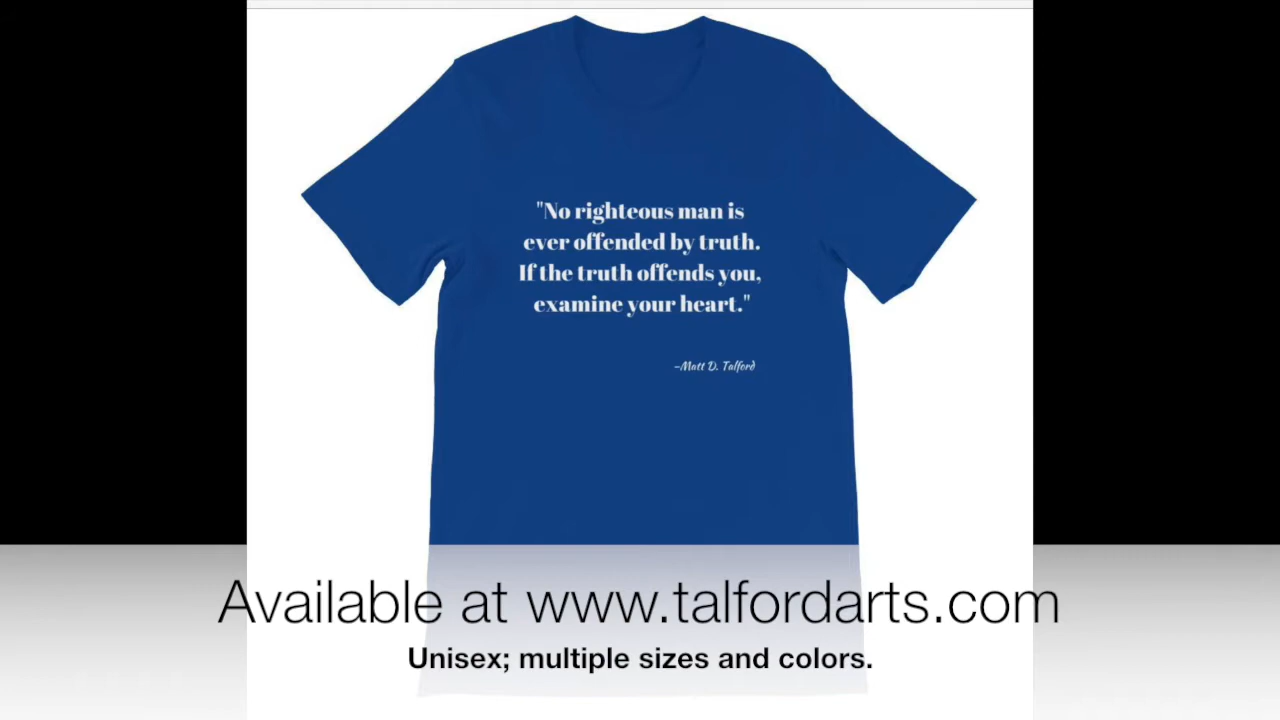 "No righteous man is
ever offended by truth.
If the truth offends you,
examine your heart."
-Matt D. Talford
Available at www.talfordarts.com
Unisex; multiple sizes and colors.